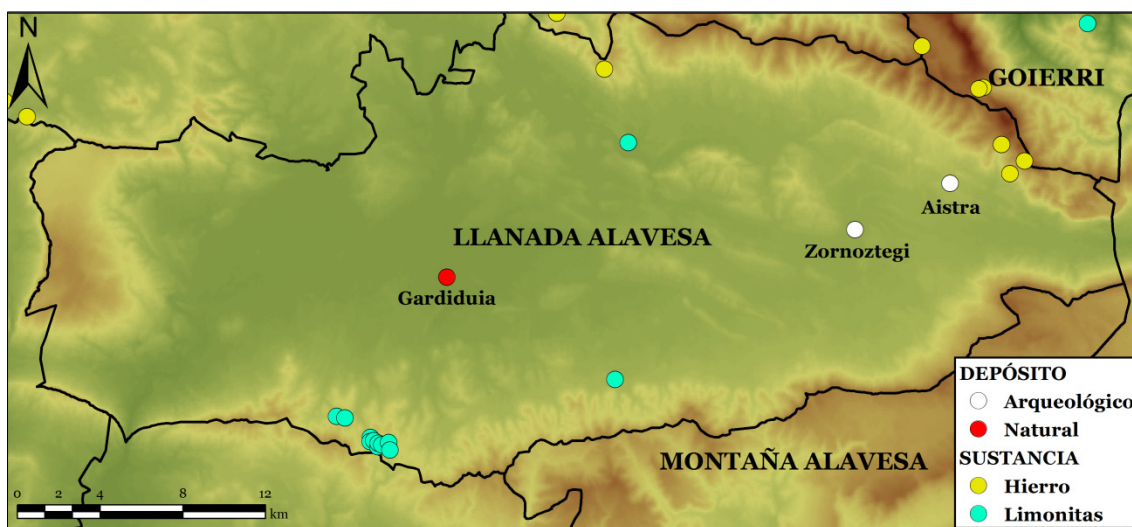 N
GOIERRI
Aistra
LLANADA ALAVESA
Zornoztegi
Gardiduia
DEPÓSITO
Arqueológico
Natural
SUSTANCIA
Hierro
Limonitas
MONTAÑA ALAVESA
0 2 4 8 12
km